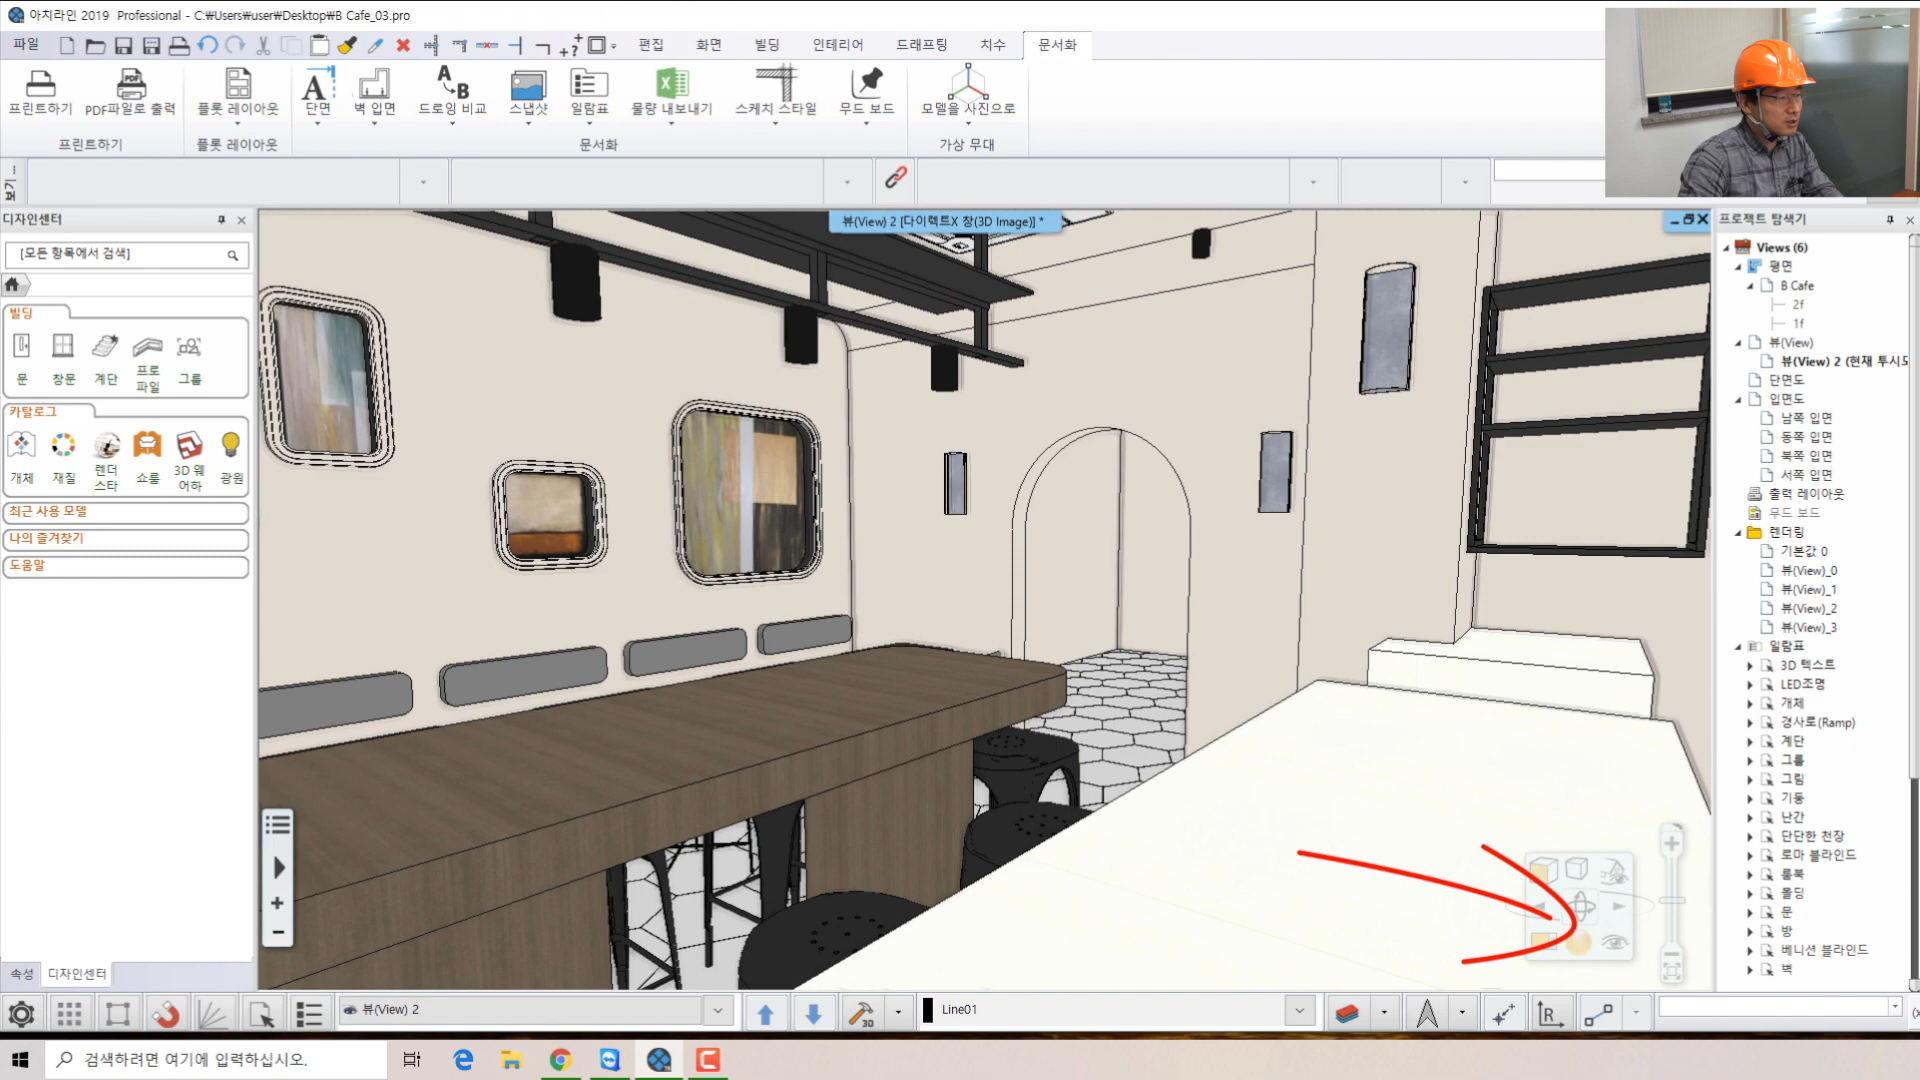 아치라인 2019 Professional - C:₩Users₩user₩Desktop₩B Cafe_03.pro
파일
편집
화면
빌딩
인테리어
드래프팅
치수
문서화
프린트하기
PDF파일로 출력
플롯 레이아웃
단면
벽 입면
드로잉 비교
스냅샷
일람표
물량 내보내기
스케치 스타일
무드 보드
모델을 사진으로
프린트하기
플롯 레이아웃
문서화
가상 무대
보기...
디자인센터
[모든 항목에서 검색]
빌딩
문
창문
계단
프로
파일
그룹
카탈로그
개체
재질
렌더
스타
쇼룸
3D 웨
어하
광원
최근 사용 모델
나의 즐겨찾기
도움말
속성
디자인센터
뷰(View) 2 [다이렉트X 창(3D Image)] *
프로젝트 탐색기
Views (6)
평면
B Cafe
2f
1f
뷰(View)
뷰(View) 2 (현재 투시도
단면도
입면도
남쪽 입면
동쪽 입면
북쪽 입면
서쪽 입면
출력 레이아웃
무드 보드
렌더링
기본값 0
뷰(View)_0
뷰(View)_1
뷰(View)_2
뷰(View)_3
일람표
3D 텍스트
LED조명
개체
경사로(Ramp)
계단
그룹
그림
기둥
난간
단단한 천장
로마 블라인드
룸북
몰딩
문
방
베니션 블라인드
벽
뷰(View) 2
3D
Line01
검색하려면 여기에 입력하십시오.